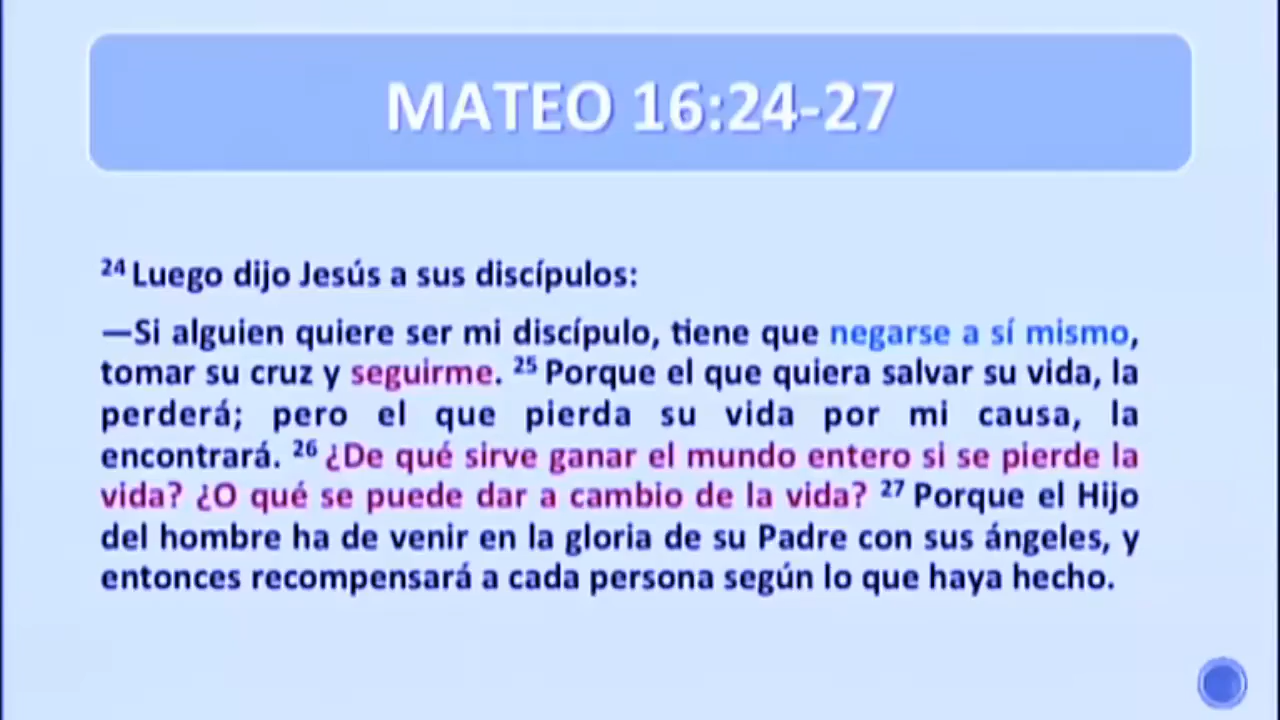 MATEO 16:24-27
24 Luego dijo Jesús a sus discípulos:
—Si alguien quiere ser mi discípulo, tiene que negarse a sí mismo,
tomar su cruz y seguirme. 25 Porque el que quiera salvar su vida, la
perderá; pero el que pierda su vida por mi causa, la
encontrará. 26 ¿De qué sirve ganar el mundo entero si se pierde la
vida? ¿O qué se puede dar a cambio de la vida? 27 Porque el Hijo
del hombre ha de venir en la gloria de su Padre con sus ángeles, y
entonces recompensará a cada persona según lo que haya hecho.